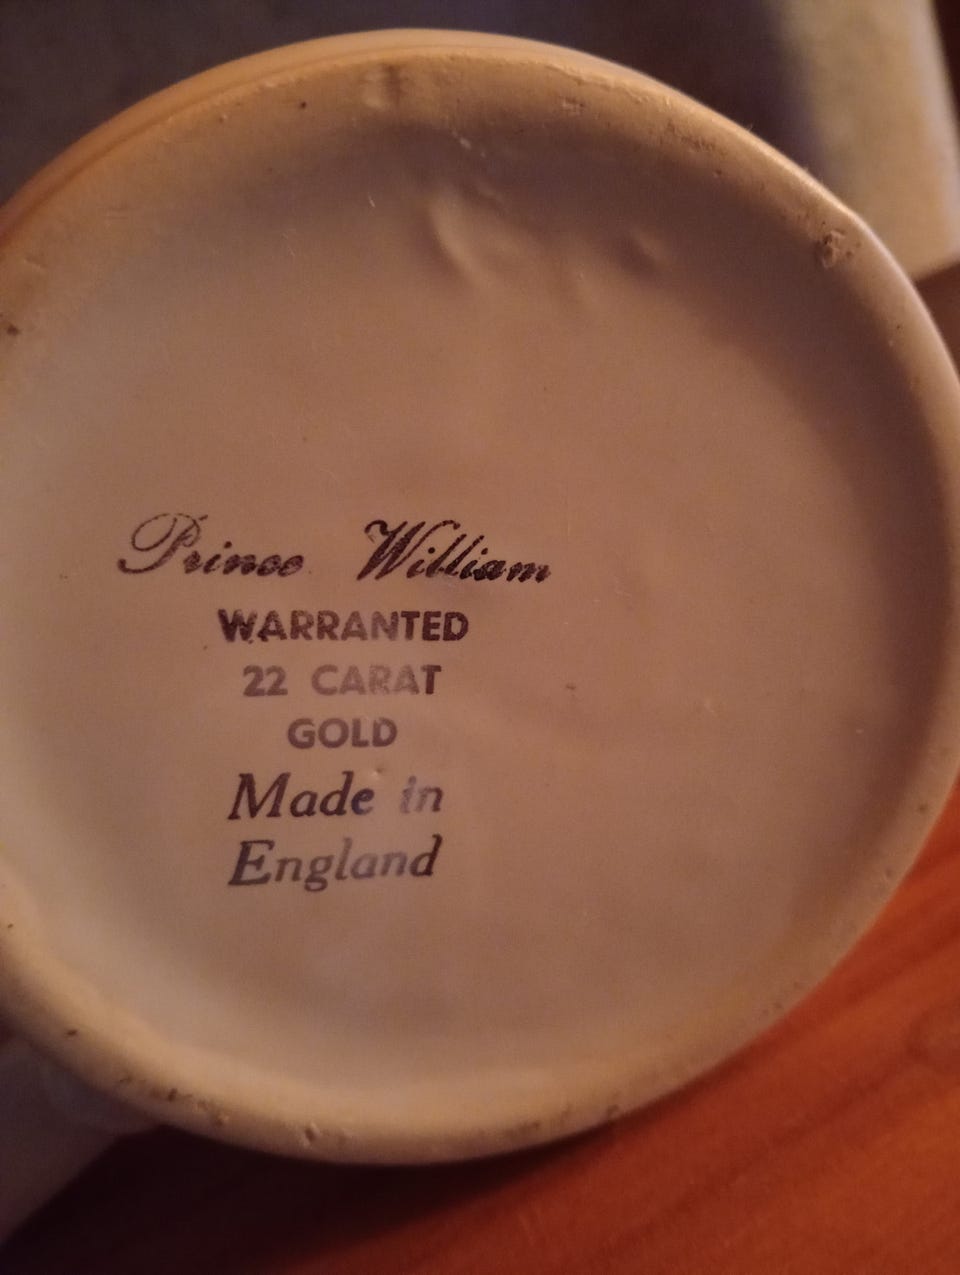 Prince William
WARRANTED
22 CARAT
GOLD
Made in
England